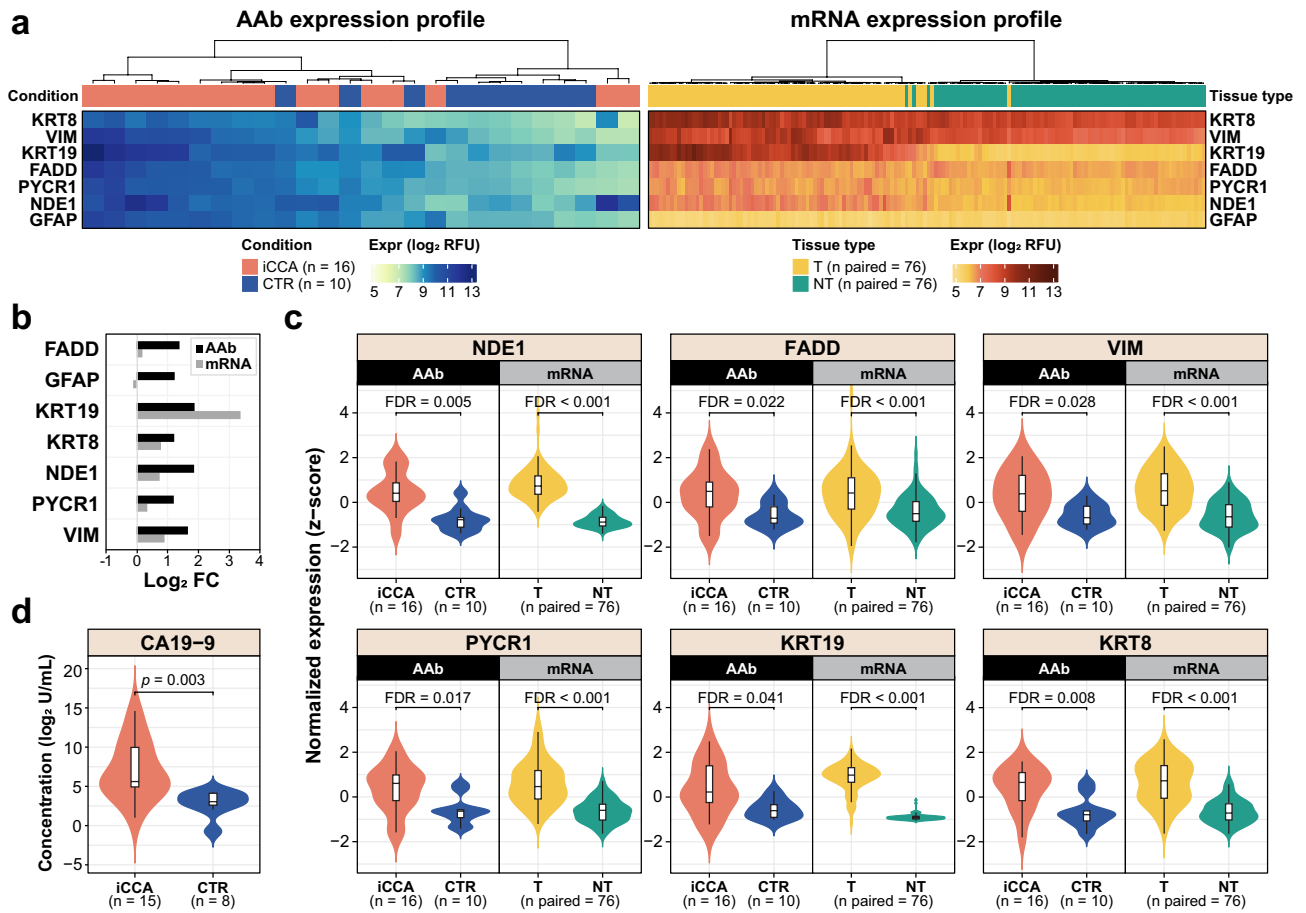 a
AAb expression profile
mRNA expression profile
Condition
Tissue type
KRT8
VIM
KRT19
FADD
PYCR1
NDE1
GFAP
KRT8
VIM
KRT19
FADD
PYCR1
NDE1
GFAP
Condition
iCCA (n = 16)
CTR (n = 10)
Expr (log₂ RFU)
5 7 9 11 13
Tissue type
T (n paired = 76)
NT (n paired = 76)
Expr (log₂ RFU)
5 7 9 11 13
b
FADD
GFAP
KRT19
KRT8
NDE1
PYCR1
VIM
AAb
mRNA
-1 0 1 2 3 4
Log₂ FC
c
Normalized expression (z−score)
NDE1
AAb mRNA
FDR = 0.005 FDR < 0.001
4
2
0
−2
iCCA CTR T NT
(n = 16) (n = 10) (n paired = 76)
FADD
AAb mRNA
FDR = 0.022 FDR < 0.001
iCCA CTR T NT
(n = 16) (n = 10) (n paired = 76)
VIM
AAb mRNA
FDR = 0.028 FDR < 0.001
iCCA CTR T NT
(n = 16) (n = 10) (n paired = 76)
PYCR1
AAb mRNA
FDR = 0.017 FDR < 0.001
4
2
0
−2
iCCA CTR T NT
(n = 16) (n = 10) (n paired = 76)
KRT19
AAb mRNA
FDR = 0.041 FDR < 0.001
iCCA CTR T NT
(n = 16) (n = 10) (n paired = 76)
KRT8
AAb mRNA
FDR = 0.008 FDR < 0.001
iCCA CTR T NT
(n = 16) (n = 10) (n paired = 76)
d
CA19−9
p = 0.003
Concentration (log₂ U/mL)
20
15
10
5
0
−5
iCCA CTR
(n = 15) (n = 8)